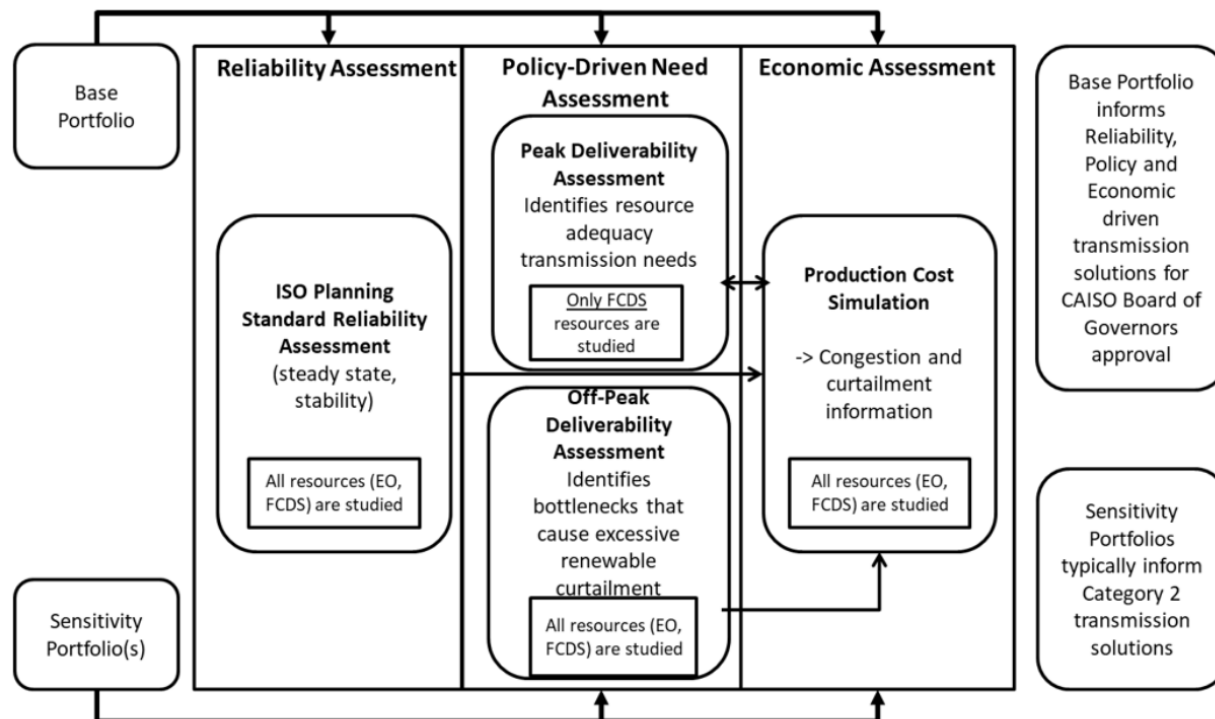 Base
Portfolio
Sensitivity
Portfolio(s)
Reliability Assessment
ISO Planning
Standard Reliability
Assessment
(steady state,
stability)
All resources (EO,
FCDS) are studied
Policy-Driven Need
Assessment
Peak Deliverability
Assessment
Identifies resource
adequacy
transmission needs
Only FCDS
resources are
studied
Off-Peak
Deliverability
Assessment
Identifies
bottlenecks that
cause excessive
renewable
curtailment
All resources (EO,
FCDS) are studied
Economic Assessment
Production Cost
Simulation
-> Congestion and
curtailment
information
All resources (EO,
FCDS) are studied
Base Portfolio
informs
Reliability,
Policy and
Economic
driven
transmission
solutions for
CAISO Board of
Governors
approval
Sensitivity
Portfolios
typically inform
Category 2
transmission
solutions